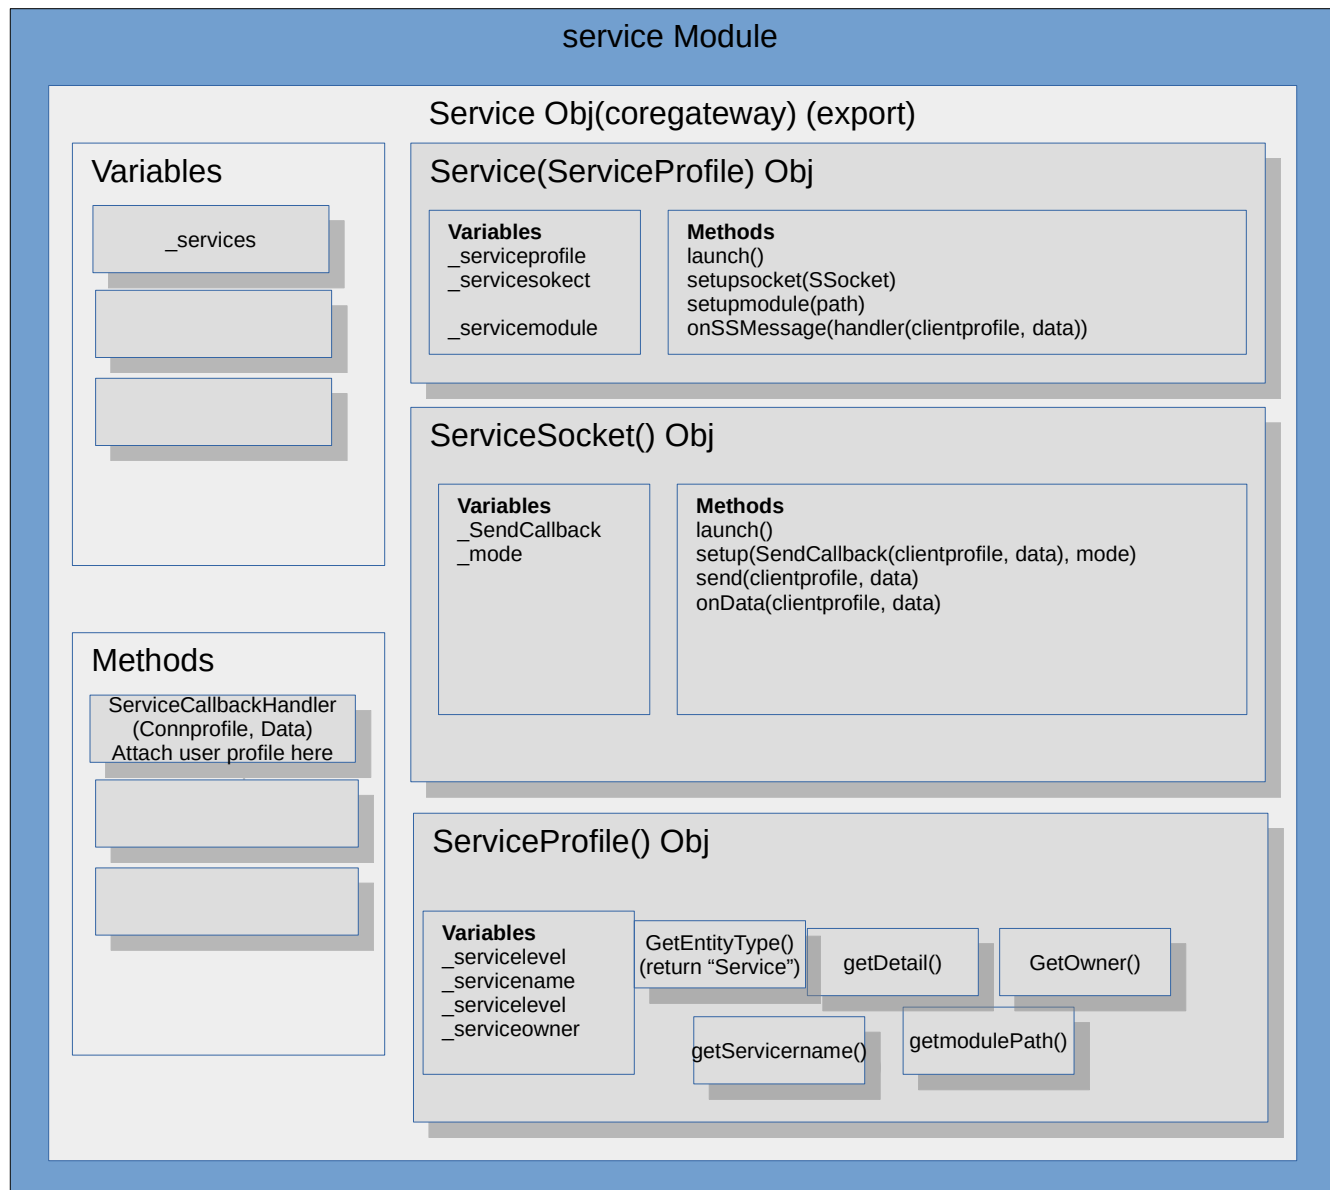 service Module
Service Obj(coregateway) (export)
Variables
_services
Methods
ServiceCallbackHandler
(Connprofile, Data)
Attach user profile here
Service(ServiceProfile) Obj
Variables
_serviceprofile
_servicesokect
_servicemodule
Methods
launch()
setupsocket(SSocket)
setupmodule(path)
onSSMessage(handler(clientprofile, data))
ServiceSocket() Obj
Variables
_SendCallback
_mode
Methods
launch()
setup(SendCallback(clientprofile, data), mode)
send(clientprofile, data)
onData(clientprofile, data)
ServiceProfile() Obj
Variables
_servicelevel
_servicename
_servicelevel
_serviceowner
GetEntityType()
(return “Service”)
getDetail()
GetOwner()
getServicername()
getmodulePath()